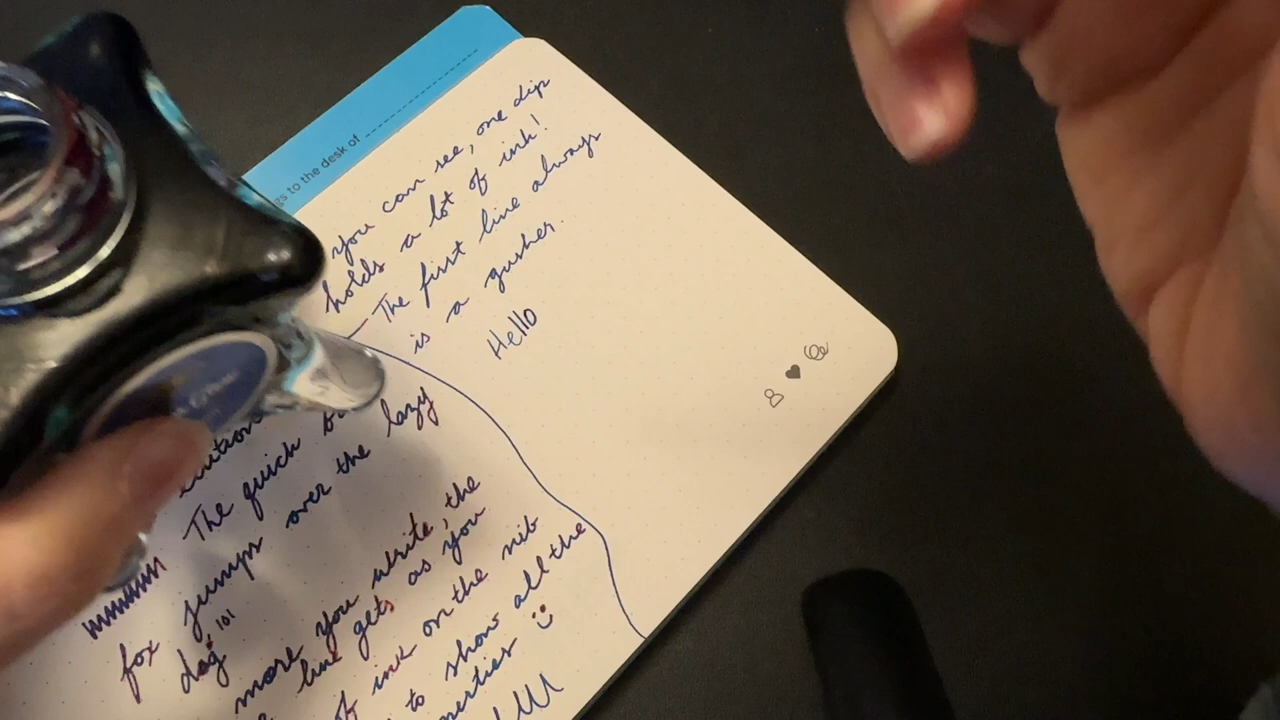 to the desk of
you can see, one dip
holds a lot of ink!
The first line always
is a gusher.
Hello
The quick
jumps over the lazy
fox
dog
101
more you write, the
line gets as you
of ink on the nib
to show all the